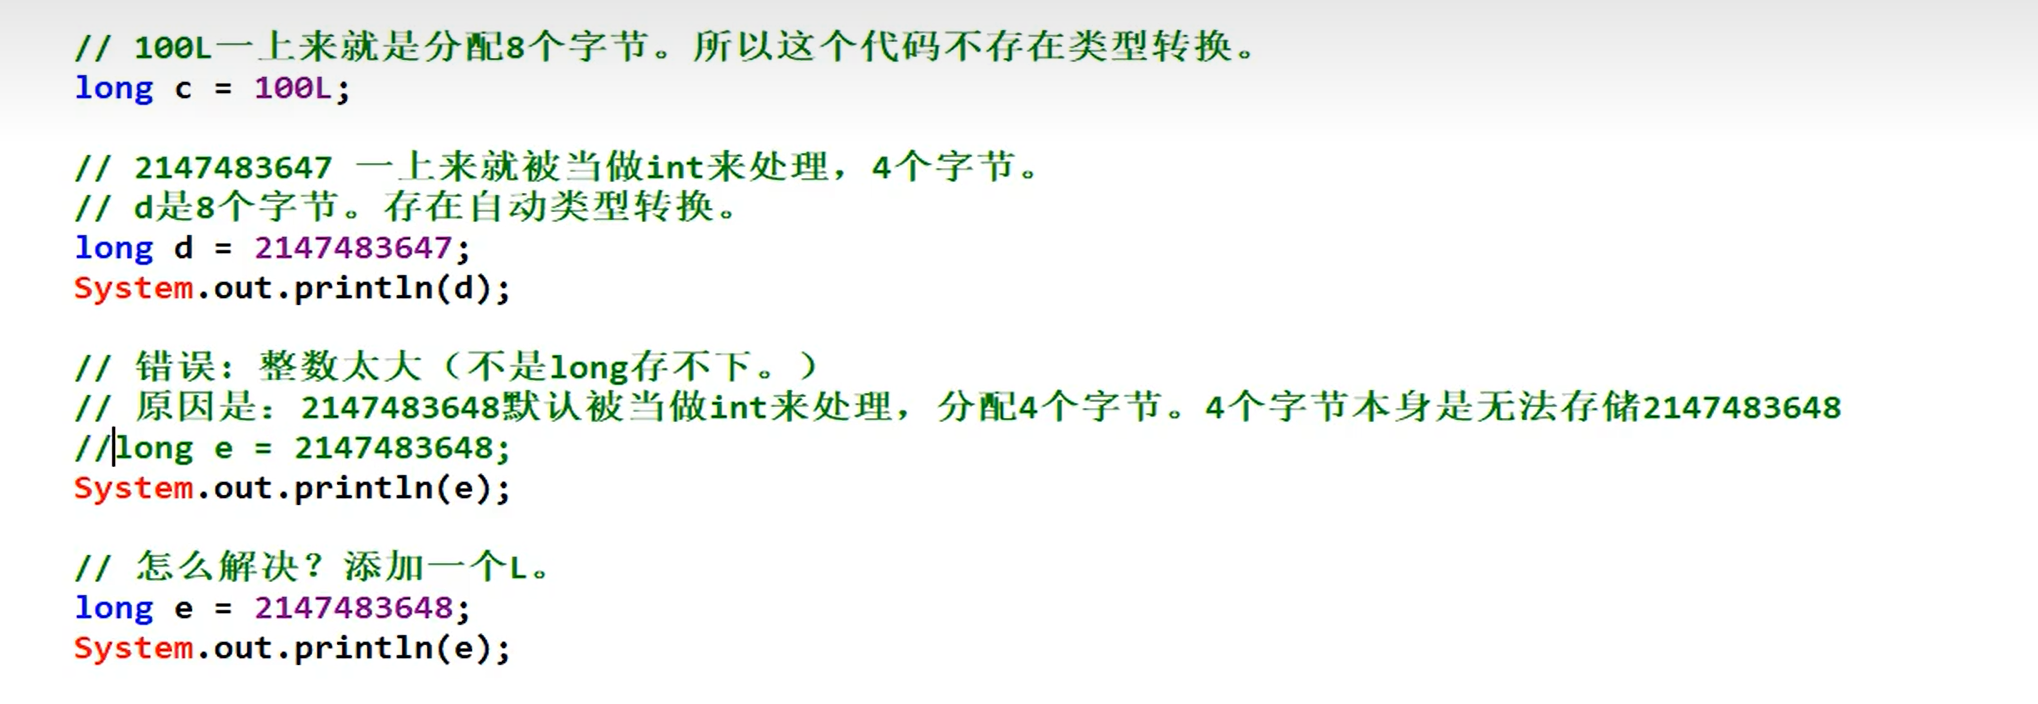 // 100L一上来就是分配8个字节。所以这个代码不存在类型转换。
long c = 100L;
// 2147483647 一上来就被当做int来处理，4个字节。
// d是8个字节。存在自动类型转换。
long d = 2147483647;
System.out.println(d);
// 错误：整数太大（不是long存不下。）
// 原因是：2147483648默认被当做int来处理，分配4个字节。4个字节本身是无法存储2147483648
//long e = 2147483648;
System.out.println(e);
// 怎么解决？添加一个L。
long e = 2147483648;
System.out.println(e);